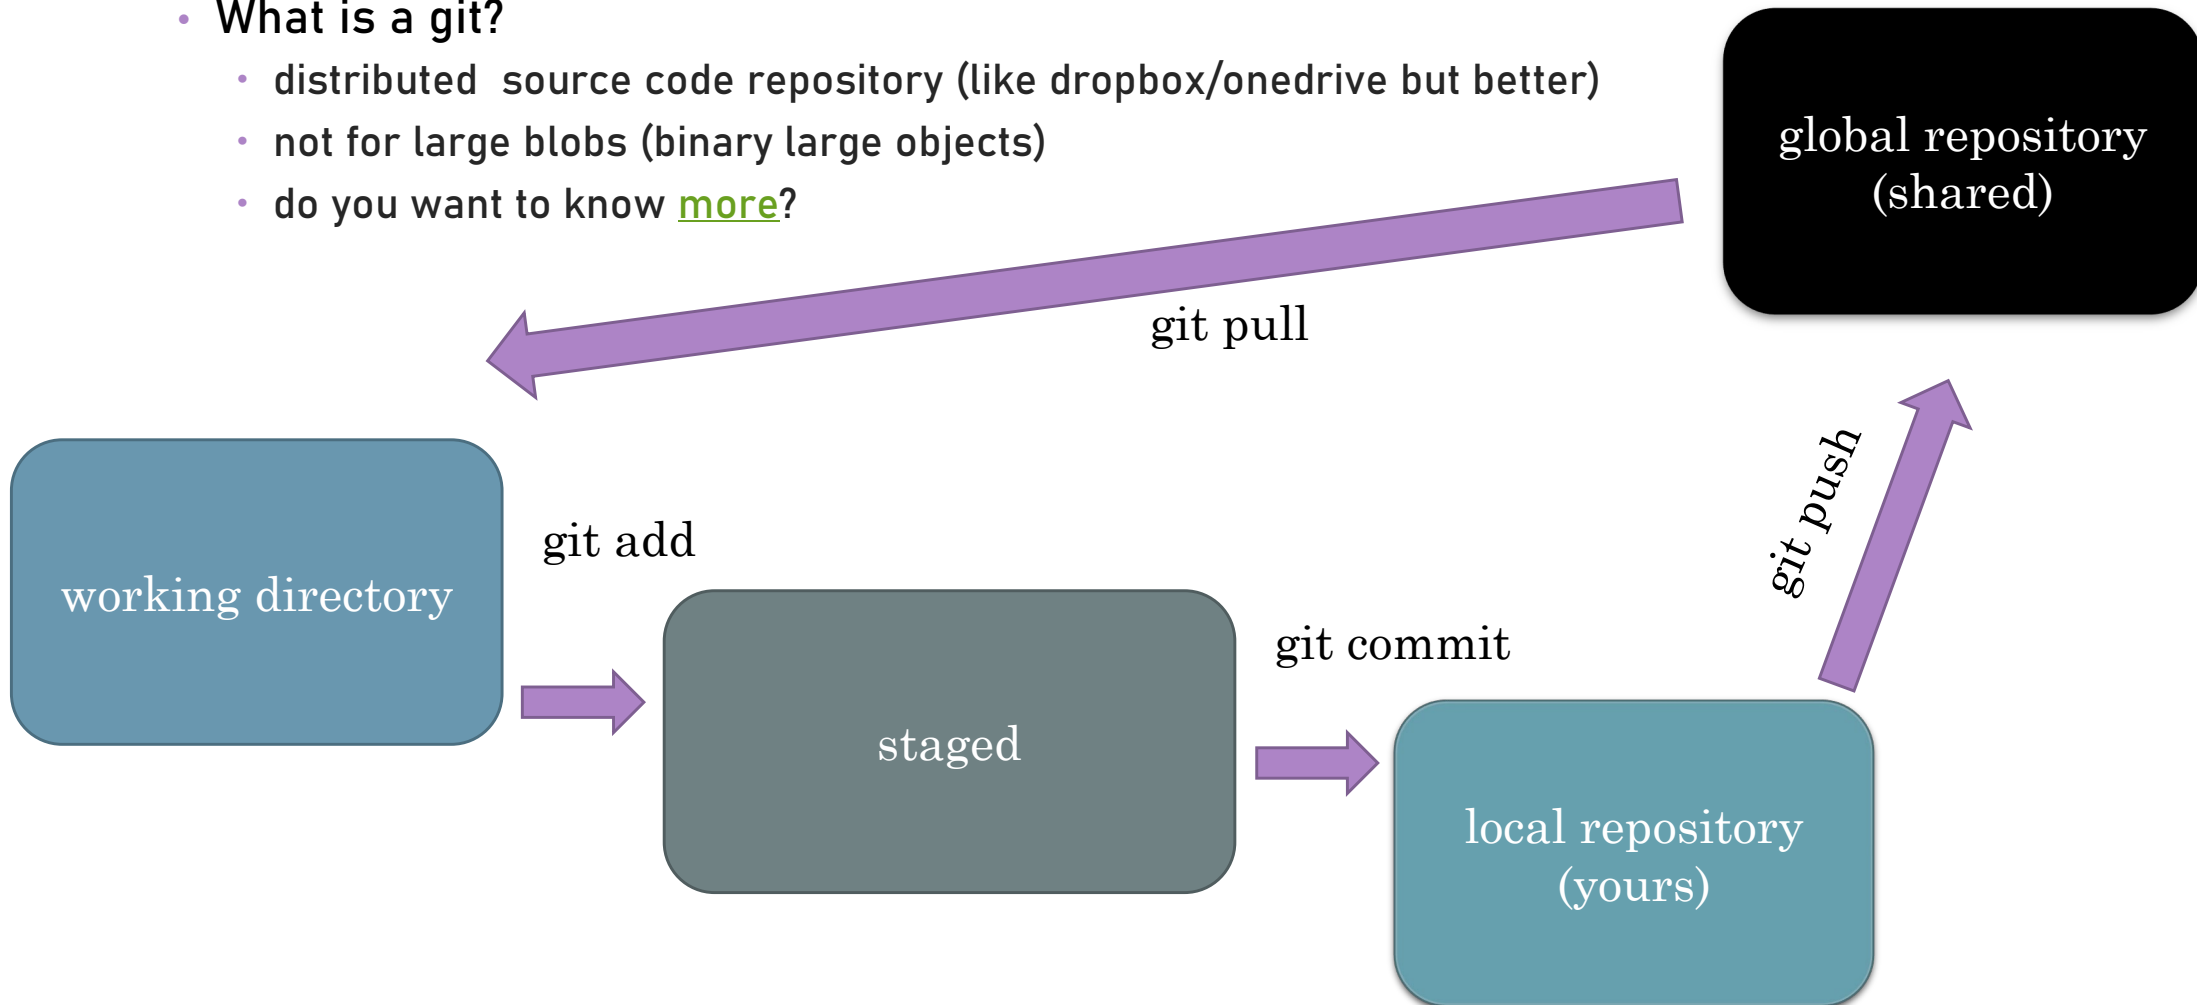 • What is a git?
• distributed source code repository (like dropbox/onedrive but better)
• not for large blobs (binary large objects)
• do you want to know more?
global repository
(shared)
git pull
git push
working directory
git add
staged
git commit
local repository
(yours)